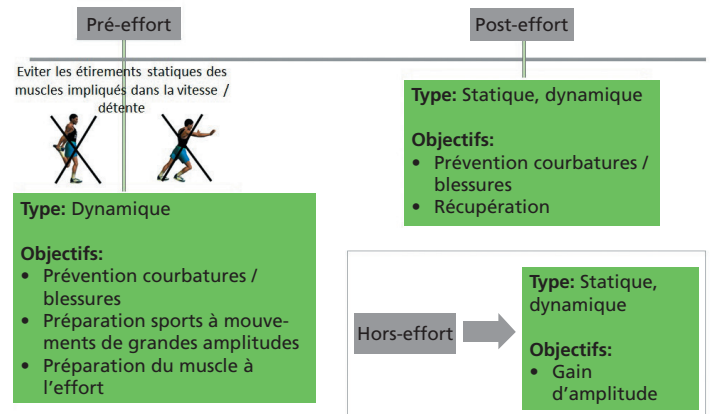 Pré-effort
Post-effort
Eviter les étirements statiques des
muscles impliqués dans la vitesse /
détente
Type: Dynamique
Objectifs:
• Prévention courbatures /
blessures
• Préparation sports à mouve-
ments de grandes amplitudes
• Préparation du muscle à
l'effort
Type: Statique, dynamique
Objectifs:
• Prévention courbatures /
blessures
• Récupération
Hors-effort
Type: Statique,
dynamique
Objectifs:
• Gain
d'amplitude